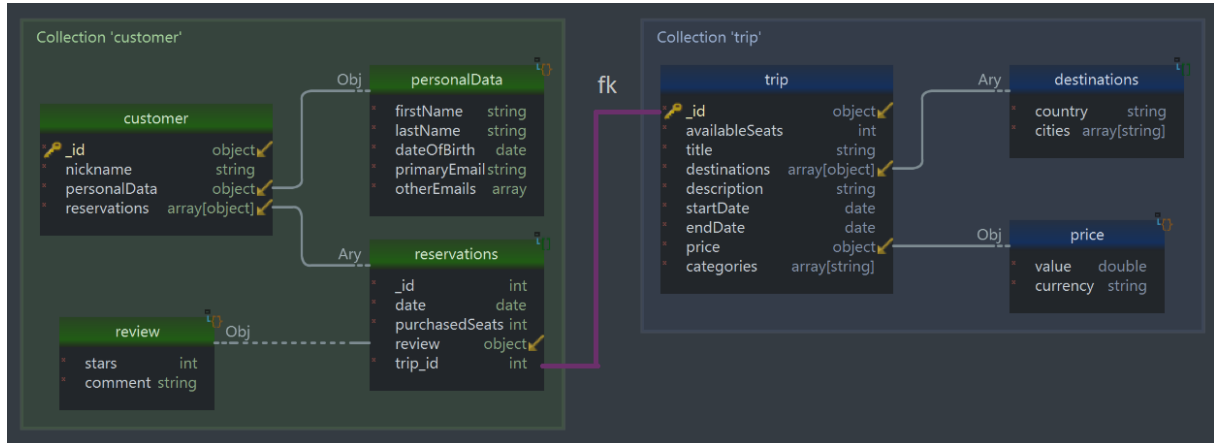 Collection 'customer'
customer
_id object
nickname string
personalData object
reservations array[object]
Obj
personalData
firstName string
lastName string
dateOfBirth date
primaryEmail string
otherEmails array
Ary
reservations
_id int
date date
purchasedSeats int
review object
trip_id int
review
stars int
comment string
Obj
fk
Collection 'trip'
trip
_id object
availableSeats int
title string
destinations array[object]
description string
startDate date
endDate date
price object
categories array[string]
Ary
destinations
country string
cities array[string]
Obj
price
value double
currency string